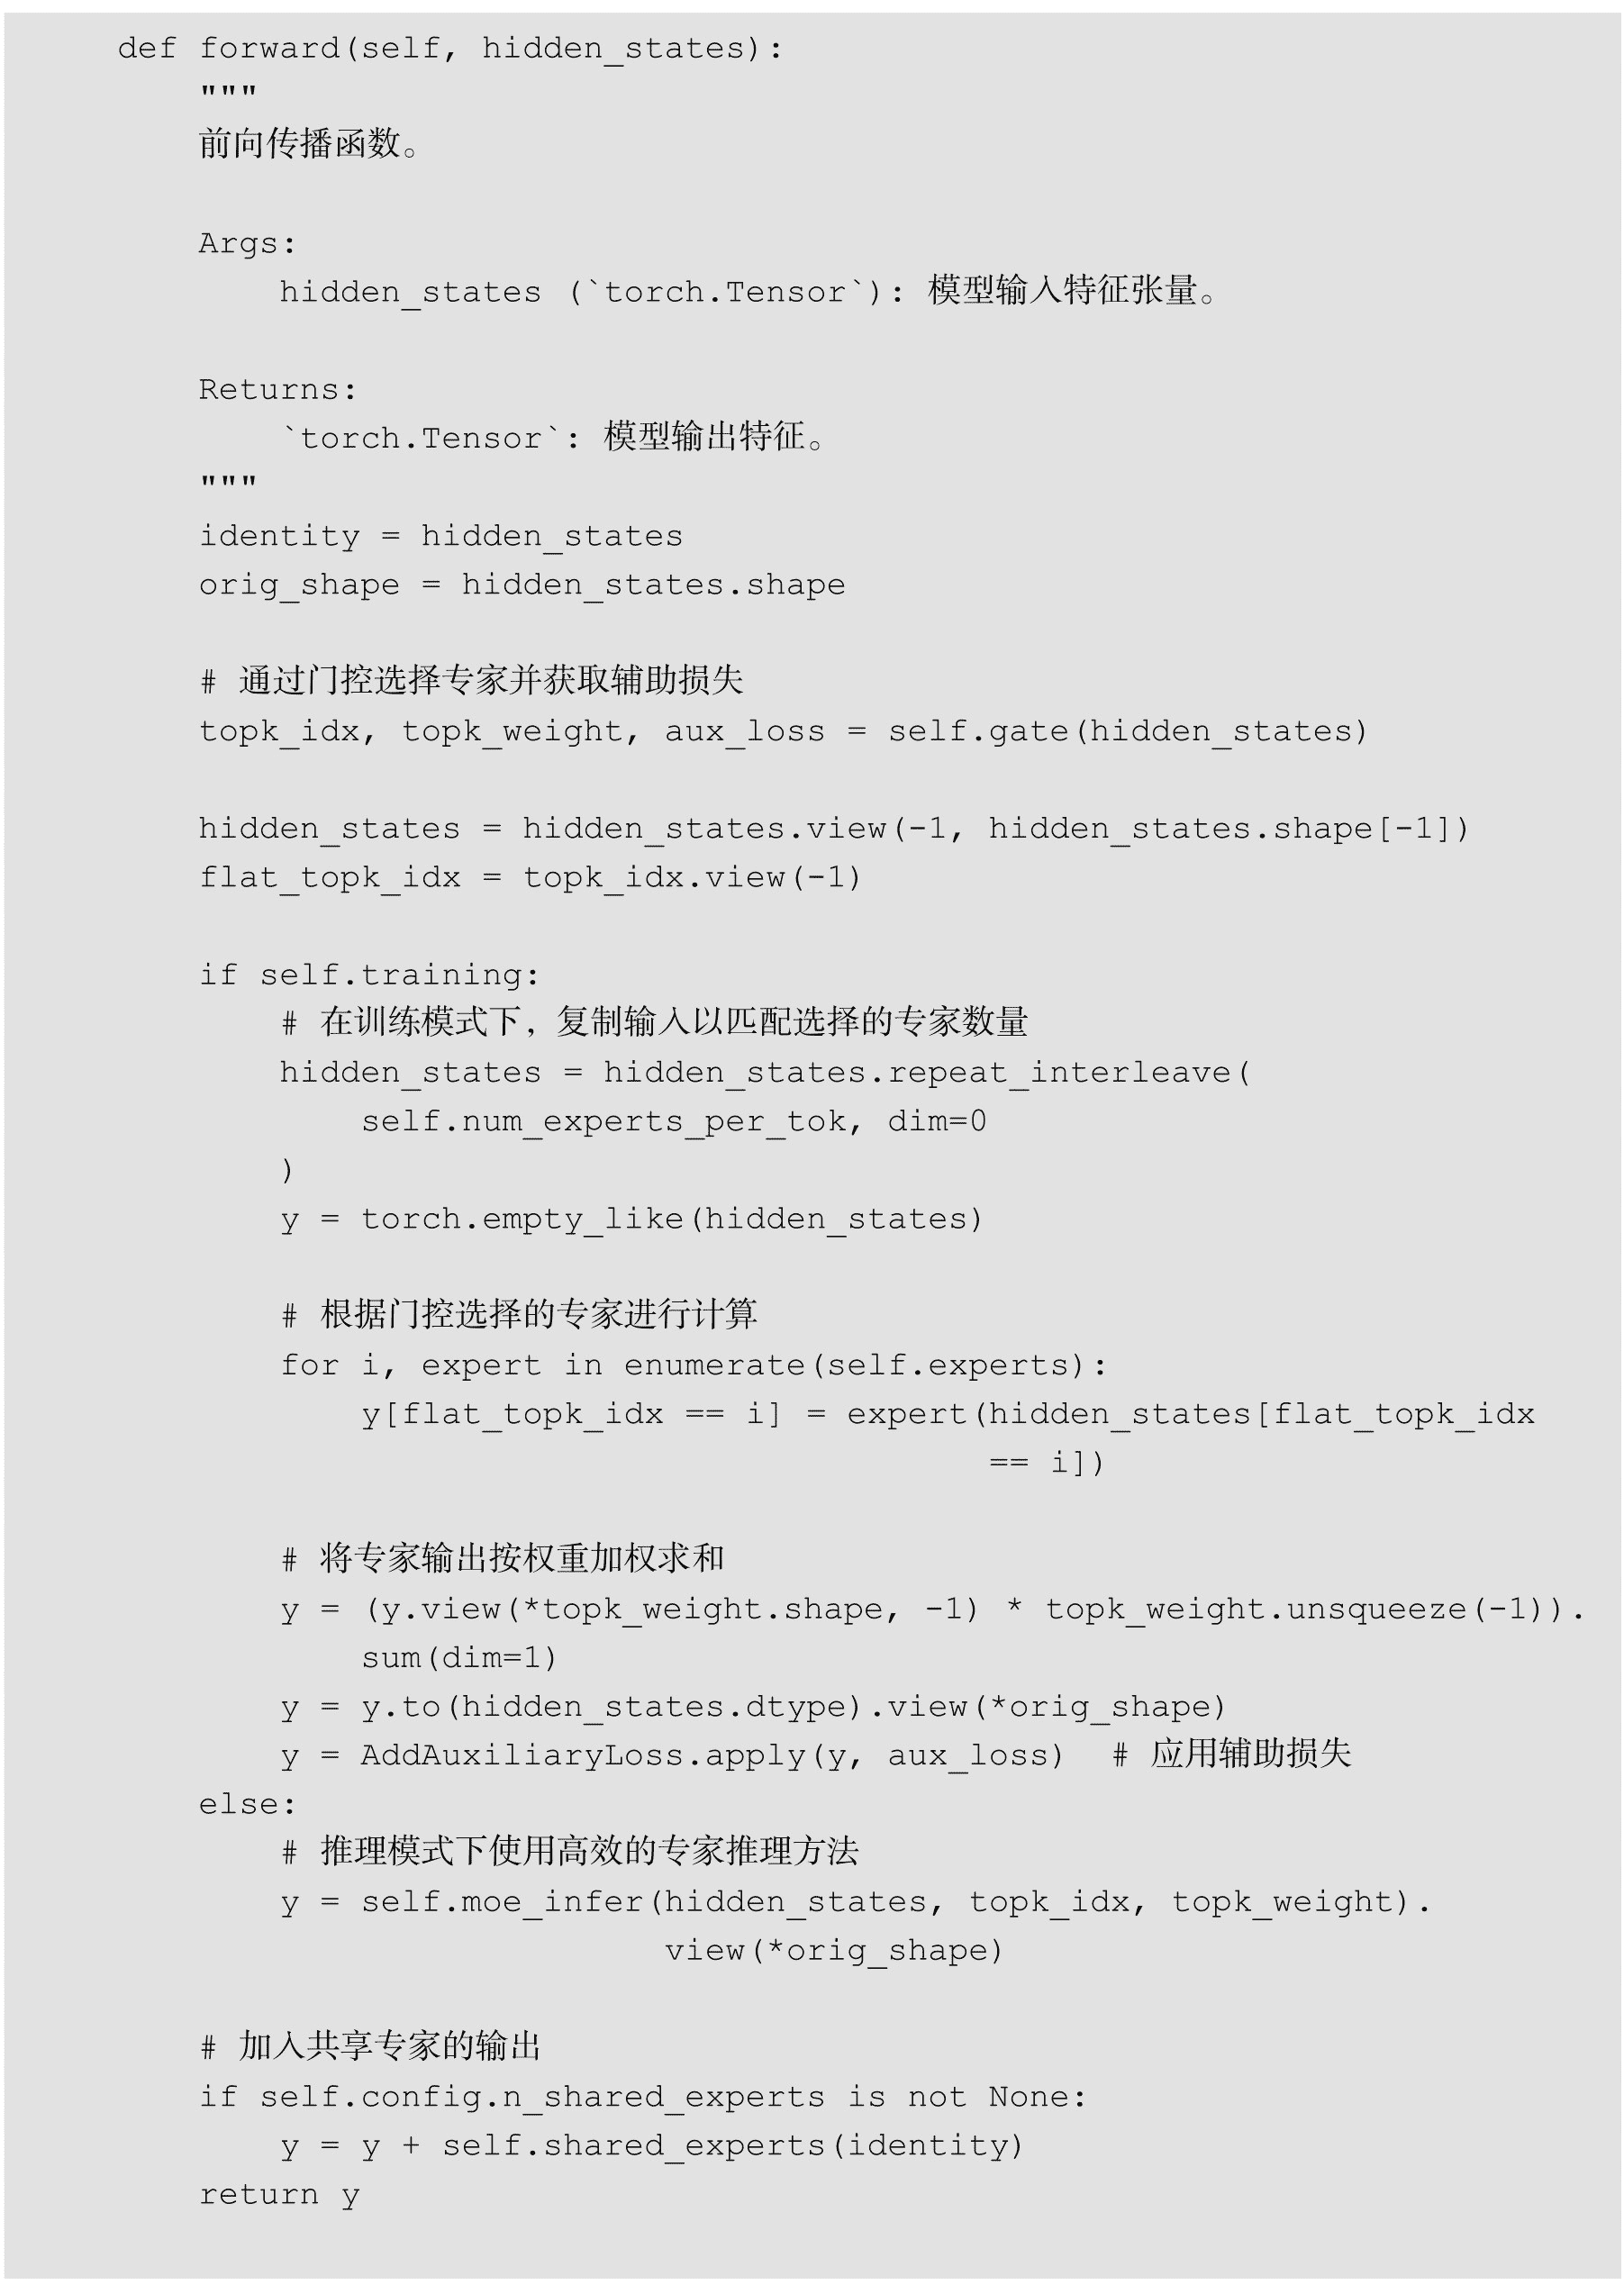 def forward(self, hidden_states):
    """
    前向传播函数。

    Args:
        hidden_states (`torch.Tensor`): 模型输入特征张量。

    Returns:
        `torch.Tensor`: 模型输出特征。
    """
    identity = hidden_states
    orig_shape = hidden_states.shape

    # 通过门控选择专家并获取辅助损失
    topk_idx, topk_weight, aux_loss = self.gate(hidden_states)

    hidden_states = hidden_states.view(-1, hidden_states.shape[-1])
    flat_topk_idx = topk_idx.view(-1)

    if self.training:
        # 在训练模式下，复制输入以匹配选择的专家数量
        hidden_states = hidden_states.repeat_interleave(
            self.num_experts_per_tok, dim=0
        )
        y = torch.empty_like(hidden_states)

        # 根据门控选择的专家进行计算
        for i, expert in enumerate(self.experts):
            y[flat_topk_idx == i] = expert(hidden_states[flat_topk_idx
                                           == i])

        # 将专家输出按权重加权求和
        y = (y.view(*topk_weight.shape, -1) * topk_weight.unsqueeze(-1)).
            sum(dim=1)
        y = y.to(hidden_states.dtype).view(*orig_shape)
        y = AddAuxiliaryLoss.apply(y, aux_loss)  # 应用辅助损失
    else:
        # 推理模式下使用高效的专家推理方法
        y = self.moe_infer(hidden_states, topk_idx, topk_weight).
                           view(*orig_shape)

    # 加入共享专家的输出
    if self.config.n_shared_experts is not None:
        y = y + self.shared_experts(identity)
    return y